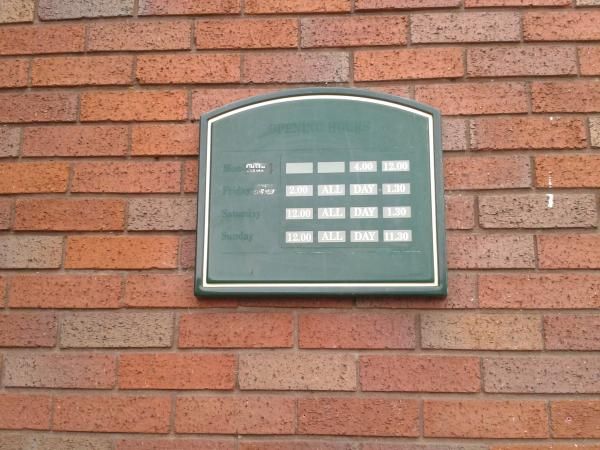 OPENING HOURS
4.00 12.00
Friday 2.00 ALL DAY 1.30
Saturday 12.00 ALL DAY 1.30
Sunday 12.00 ALL DAY 11.30